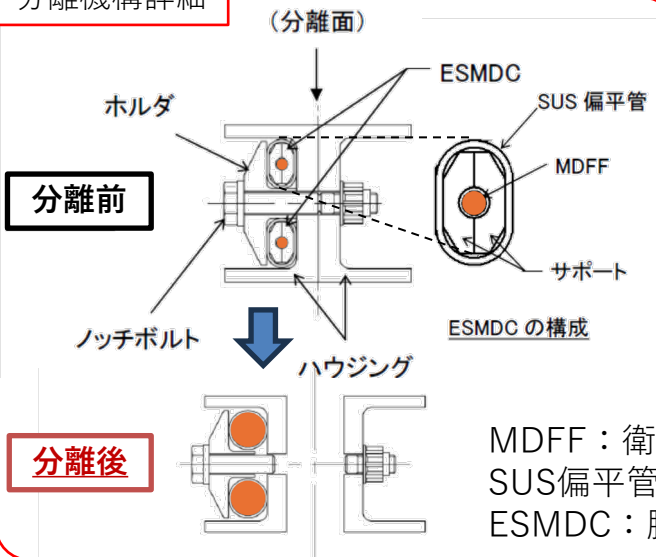 分離機構詳細
(分離面)
ESMDC
ホルダ
SUS 偏平管
MDFF
分離前
サポート
ノッチボルト
ESMDC の構成
ハウジング
分離後
MDFF：衛
SUS偏平管
ESMDC：